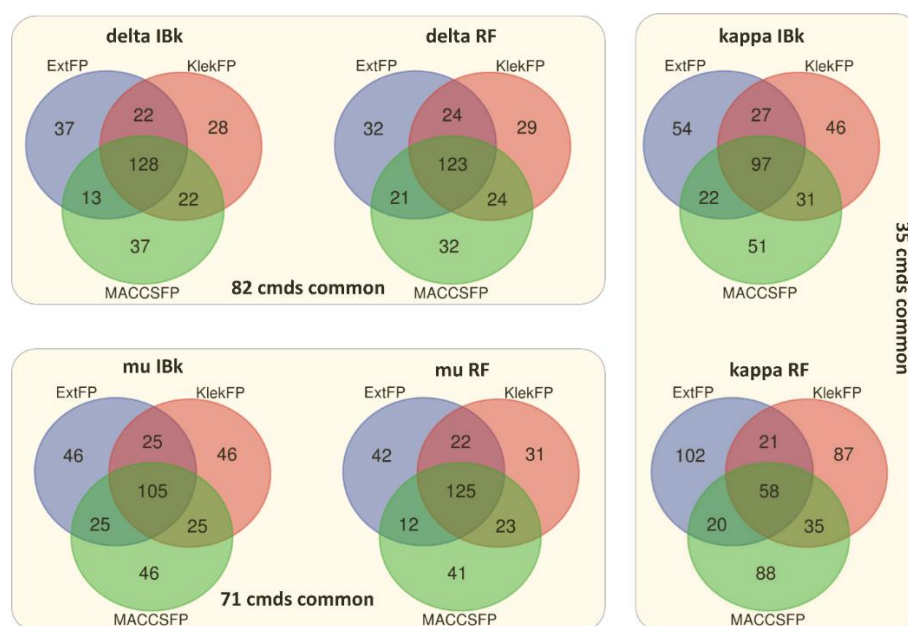 delta IBk
ExtFP
KlekFP
37
22
28
128
13
22
37
MACCSFP
delta RF
ExtFP
KlekFP
32
24
29
123
21
24
32
MACCSFP
82 cmds common
kappa IBk
ExtFP
KlekFP
54
27
46
97
22
31
51
MACCSFP
35 cmds common
mu IBk
ExtFP
KlekFP
46
25
46
105
25
25
46
MACCSFP
mu RF
ExtFP
KlekFP
42
22
31
125
12
23
41
MACCSFP
71 cmds common
kappa RF
ExtFP
KlekFP
102
21
87
58
20
35
88
MACCSFP